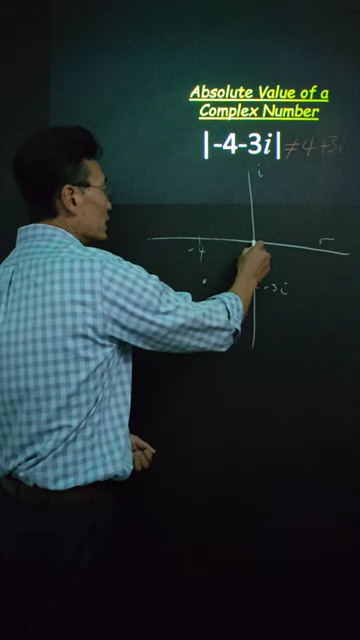 Absolute Value of a
Complex Number
|-4-3i| ≠4+3i
i
r
-4
-3i